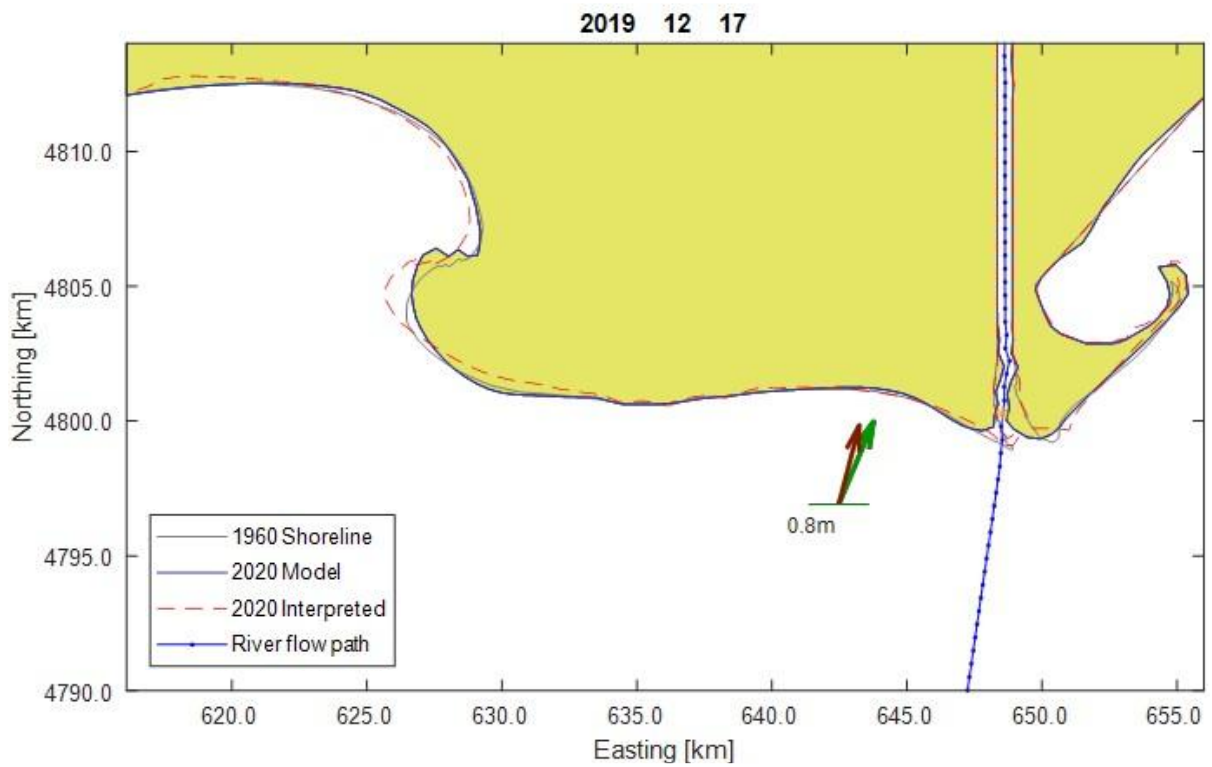 2019 12 17
Northing [km]
4810.0
4805.0
4800.0
4795.0
4790.0
0.8m
1960 Shoreline
2020 Model
2020 Interpreted
River flow path
620.0 625.0 630.0 635.0 640.0 645.0 650.0 655.0
Easting [km]